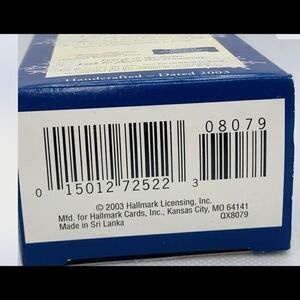 Handcrafted ~ Dated 2003
08079
0 15012 72522 3
© 2003 Hallmark Licensing, Inc.
Mfd. for Hallmark Cards, Inc., Kansas City, MO 64141
Made in Sri Lanka QX8079